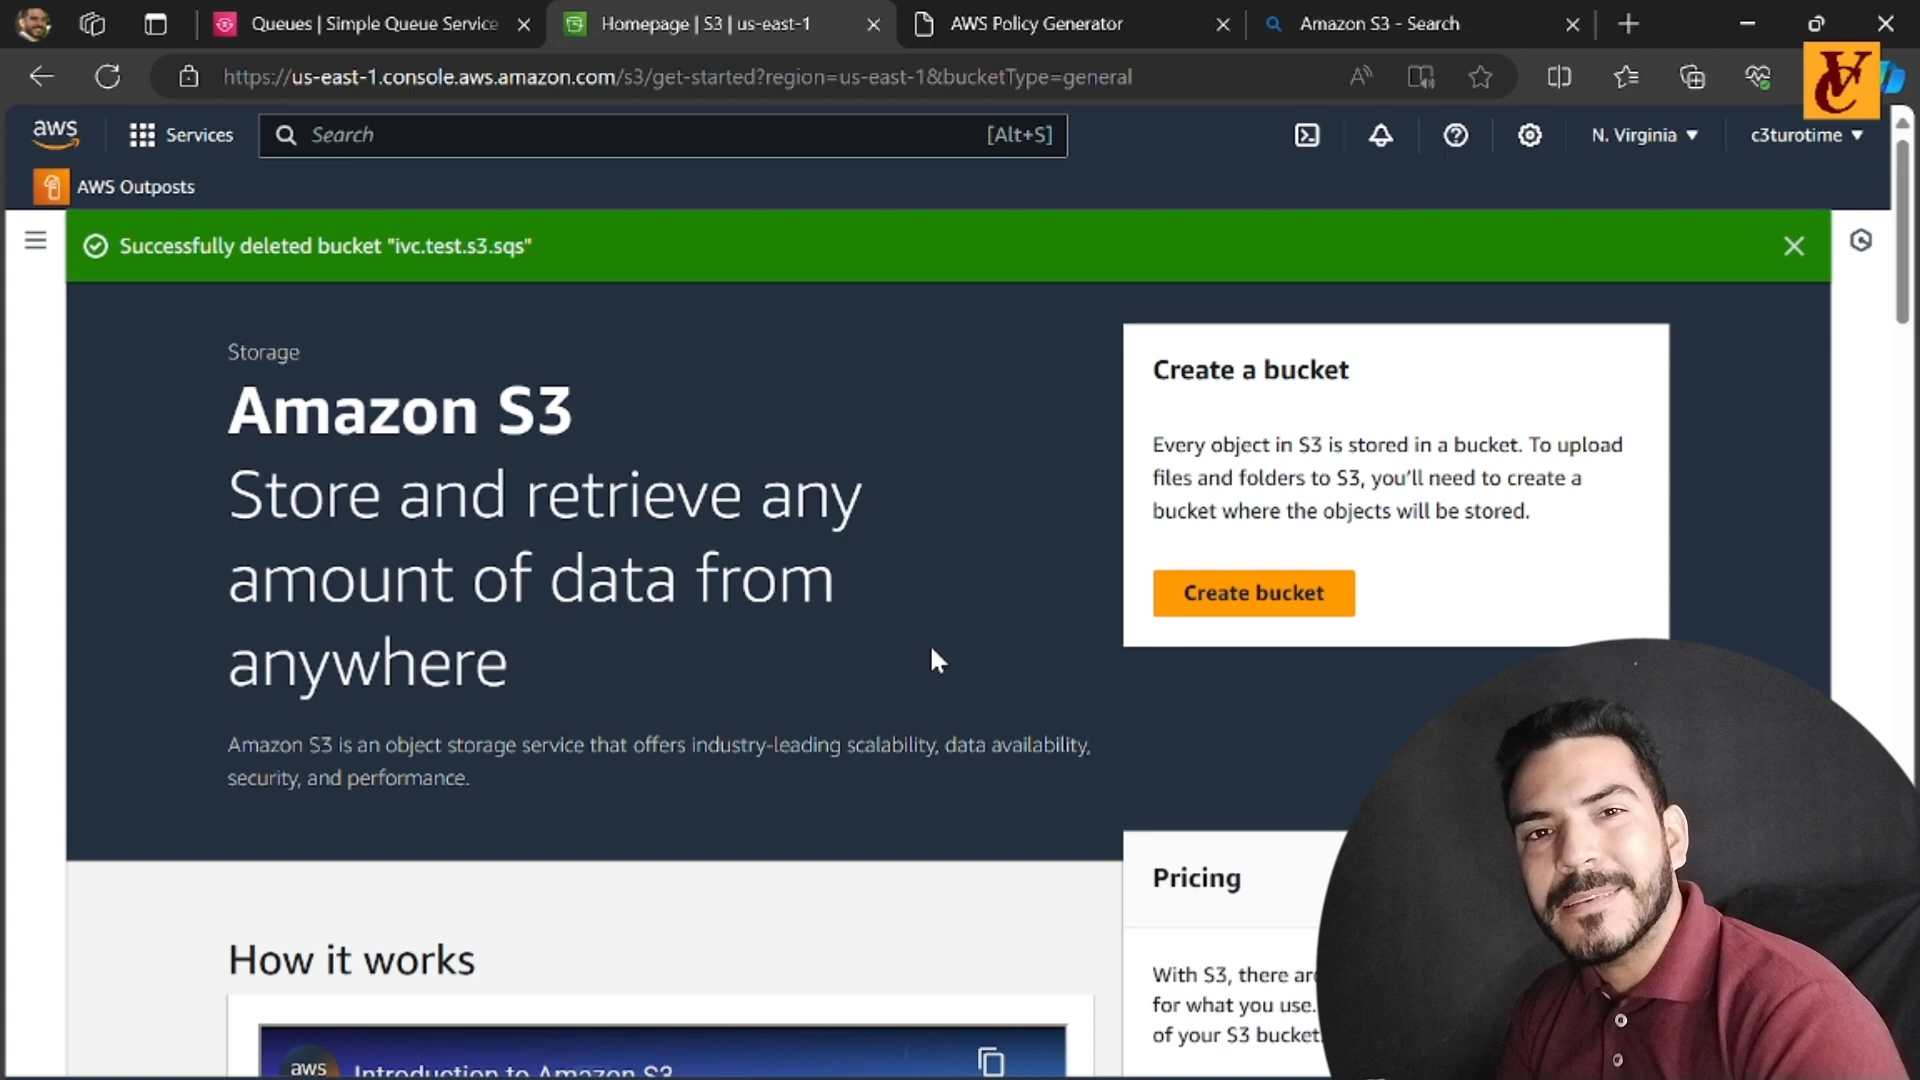 Queues | Simple Queue Service
Homepage | S3 | us-east-1
AWS Policy Generator
Amazon S3 - Search
https://us-east-1.console.aws.amazon.com/s3/get-started?region=us-east-1&bucketType=general
VC
aws
Services
Search
[Alt+S]
N. Virginia
c3turotime
AWS Outposts
Successfully deleted bucket "ivc.test.s3.sqs"
Storage
Amazon S3
Store and retrieve any
amount of data from
anywhere
Amazon S3 is an object storage service that offers industry-leading scalability, data availability,
security, and performance.
Create a bucket
Every object in S3 is stored in a bucket. To upload
files and folders to S3, you'll need to create a
bucket where the objects will be stored.
Create bucket
Pricing
With S3, there are
for what you use.
of your S3 bucket
How it works
aws
Introduction to Amazon S3